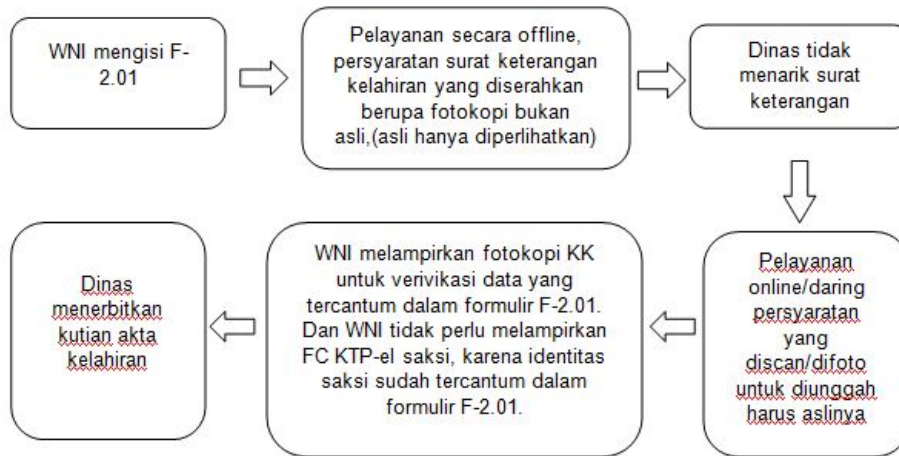 WNI mengisi F-
2.01
Pelayanan secara offline,
persyaratan surat keterangan
kelahiran yang diserahkan
berupa fotokopi bukan
asli,(asli hanya diperlihatkan)
Dinas tidak
menarik surat
keterangan
Pelayanan
online/daring
persyaratan
yang
discan/difoto
untuk diunggah
harus aslinya
WNI melampirkan fotokopi KK
untuk verivikasi data yang
tercantum dalam formulir F-2.01.
Dan WNI tidak perlu melampirkan
FC KTP-el saksi, karena identitas
saksi sudah tercantum dalam
formulir F-2.01.
Dinas
menerbitkan
kutian akta
kelahiran